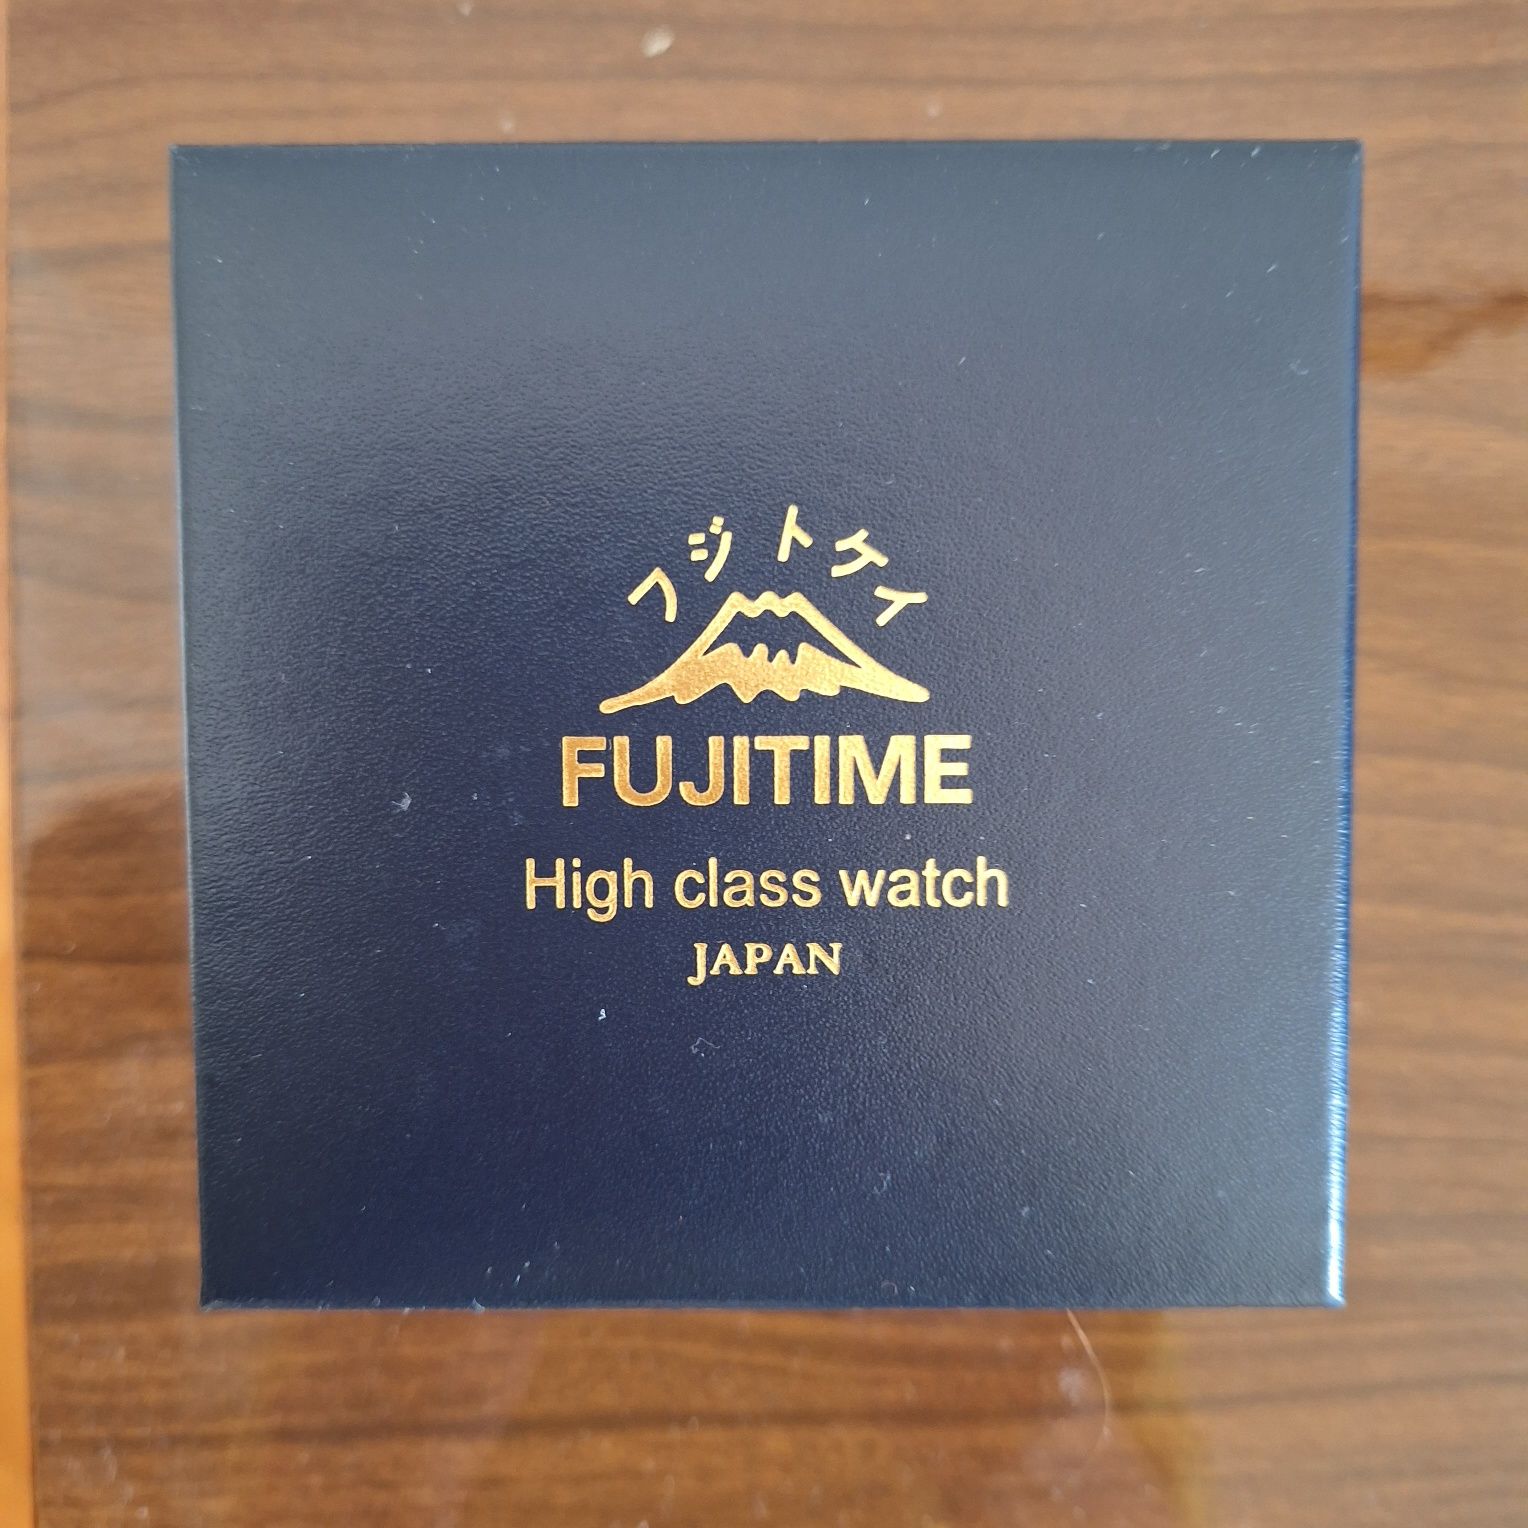 フジトケイ
FUJITIME
High class watch
JAPAN